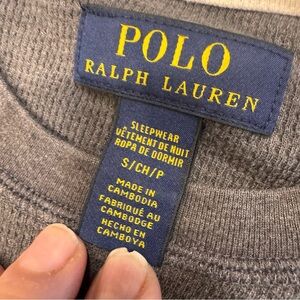 POLO
RALPH LAUREN
SLEEPWEAR
VÊTEMENT DE NUIT
ROPA DE DORMIR
S/CH/P
MADE IN
CAMBODIA
FABRIQUÉ AU
CAMBODGE
HECHO EN
CAMBOYA